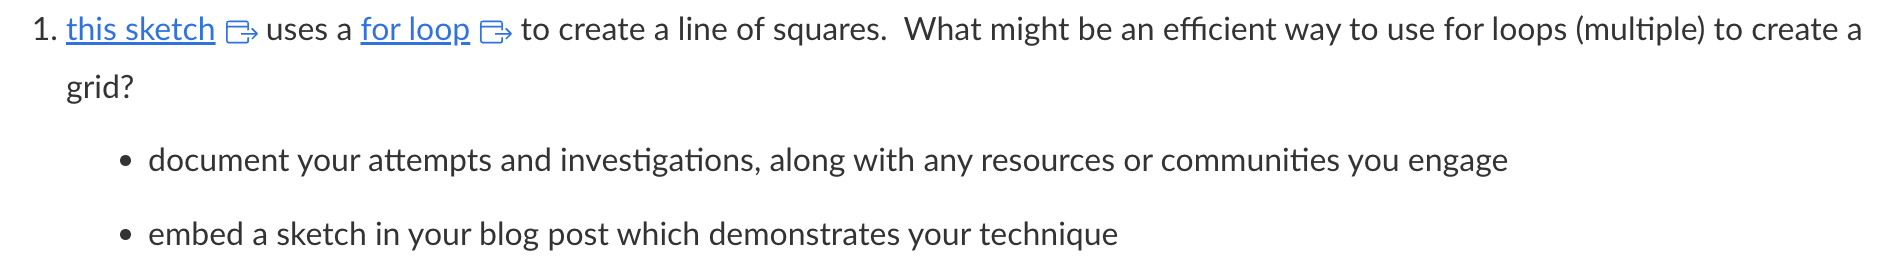 1. this sketch uses a for loop to create a line of squares.  What might be an efficient way to use for loops (multiple) to create a
grid?
• document your attempts and investigations, along with any resources or communities you engage
• embed a sketch in your blog post which demonstrates your technique